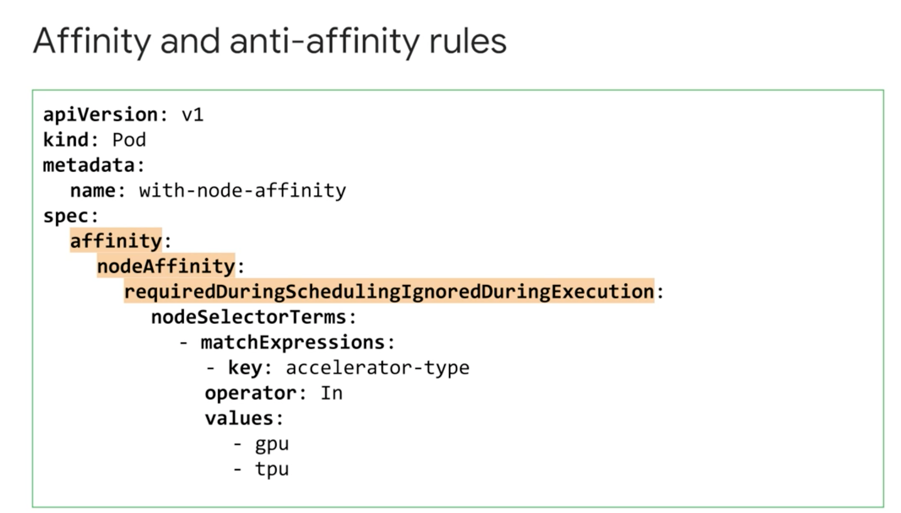 Affinity and anti-affinity rules
apiVersion: v1
kind: Pod
metadata:
  name: with-node-affinity
spec:
  affinity:
    nodeAffinity:
      requiredDuringSchedulingIgnoredDuringExecution:
        nodeSelectorTerms:
          - matchExpressions:
            - key: accelerator-type
            operator: In
            values:
              - gpu
              - tpu